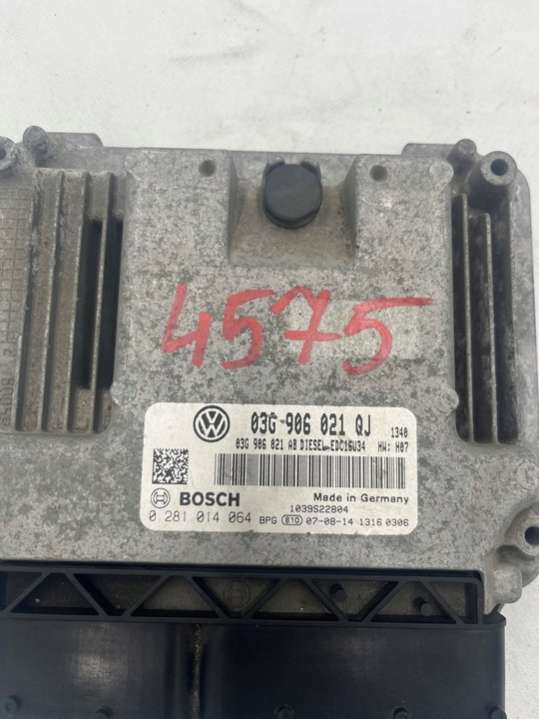 4575
03G-906 021 QJ 1340
03G 906 021 AB DIESEL-EDC16U34 HW: H07
BOSCH Made in Germany
1039S22804
0 281 014 064 BPG 810 07-08-14 1316 0306